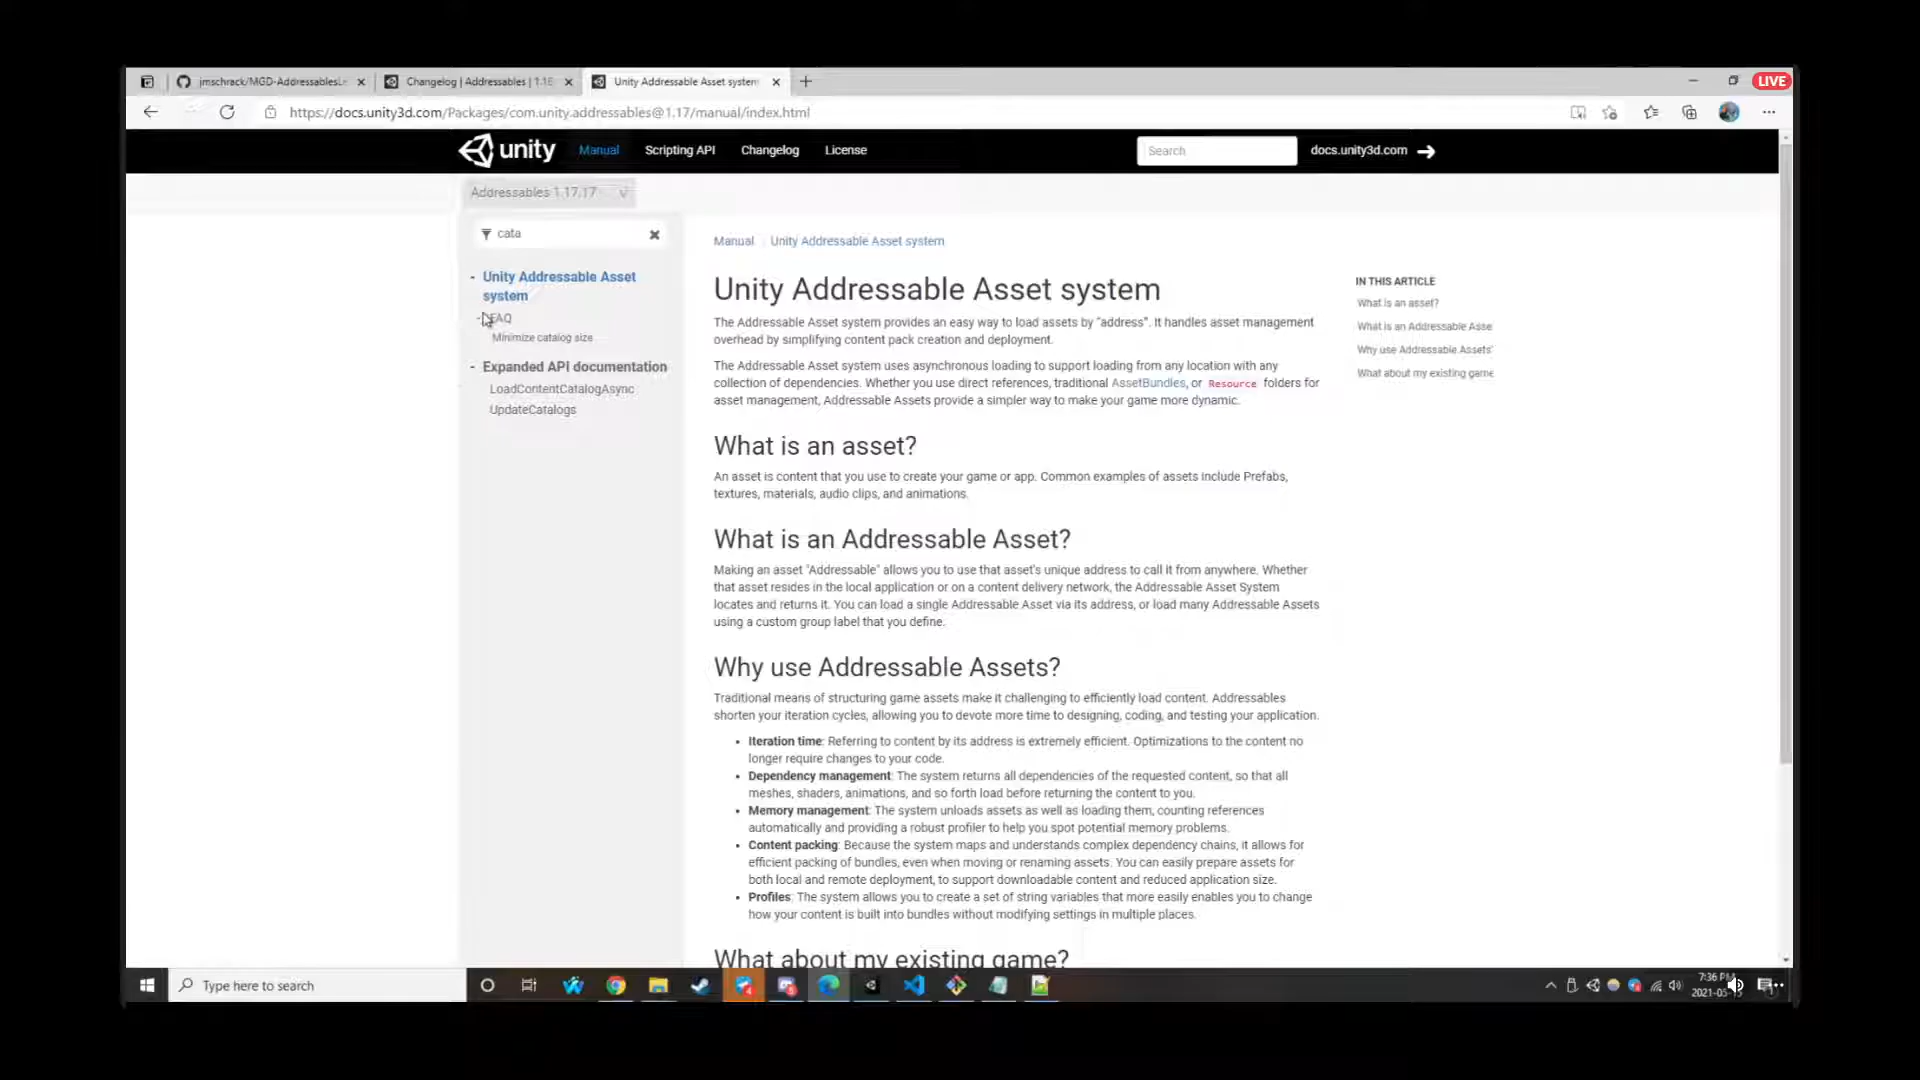 jmschrack/MGD-AddressablesL
Changelog | Addressables | 1.1
Unity Addressable Asset system
LIVE
https://docs.unity3d.com/Packages/com.unity.addressables@1.17/manual/index.html
unity
Manual
Scripting API
Changelog
License
Search
docs.unity3d.com
Addressables 1.17.17
cata
Unity Addressable Asset
system
FAQ
Minimize catalog size
Expanded API documentation
LoadContentCatalogAsync
UpdateCatalogs
Manual
Unity Addressable Asset system
Unity Addressable Asset system
The Addressable Asset system provides an easy way to load assets by "address". It handles asset management
overhead by simplifying content pack creation and deployment.
The Addressable Asset system uses asynchronous loading to support loading from any location with any
collection of dependencies. Whether you use direct references, traditional AssetBundles, or Resource folders for
asset management, Addressable Assets provide a simpler way to make your game more dynamic.
What is an asset?
An asset is content that you use to create your game or app. Common examples of assets include Prefabs,
textures, materials, audio clips, and animations.
What is an Addressable Asset?
Making an asset "Addressable" allows you to use that asset's unique address to call it from anywhere. Whether
that asset resides in the local application or on a content delivery network, the Addressable Asset System
locates and returns it. You can load a single Addressable Asset via its address, or load many Addressable Assets
using a custom group label that you define.
Why use Addressable Assets?
Traditional means of structuring game assets make it challenging to efficiently load content. Addressables
shorten your iteration cycles, allowing you to devote more time to designing, coding, and testing your application.
• Iteration time: Referring to content by its address is extremely efficient. Optimizations to the content no
longer require changes to your code.
• Dependency management: The system returns all dependencies of the requested content, so that all
meshes, shaders, animations, and so forth load before returning the content to you.
• Memory management: The system unloads assets as well as loading them, counting references
automatically and providing a robust profiler to help you spot potential memory problems.
• Content packing: Because the system maps and understands complex dependency chains, it allows for
efficient packing of bundles, even when moving or renaming assets. You can easily prepare assets for
both local and remote deployment, to support downloadable content and reduced application size.
• Profiles: The system allows you to create a set of string variables that more easily enables you to change
how your content is built into bundles without modifying settings in multiple places.
What about my existing game?
IN THIS ARTICLE
What is an asset?
What is an Addressable Asse
Why use Addressable Assets?
What about my existing game
Type here to search
7:36 PM
2021-05-